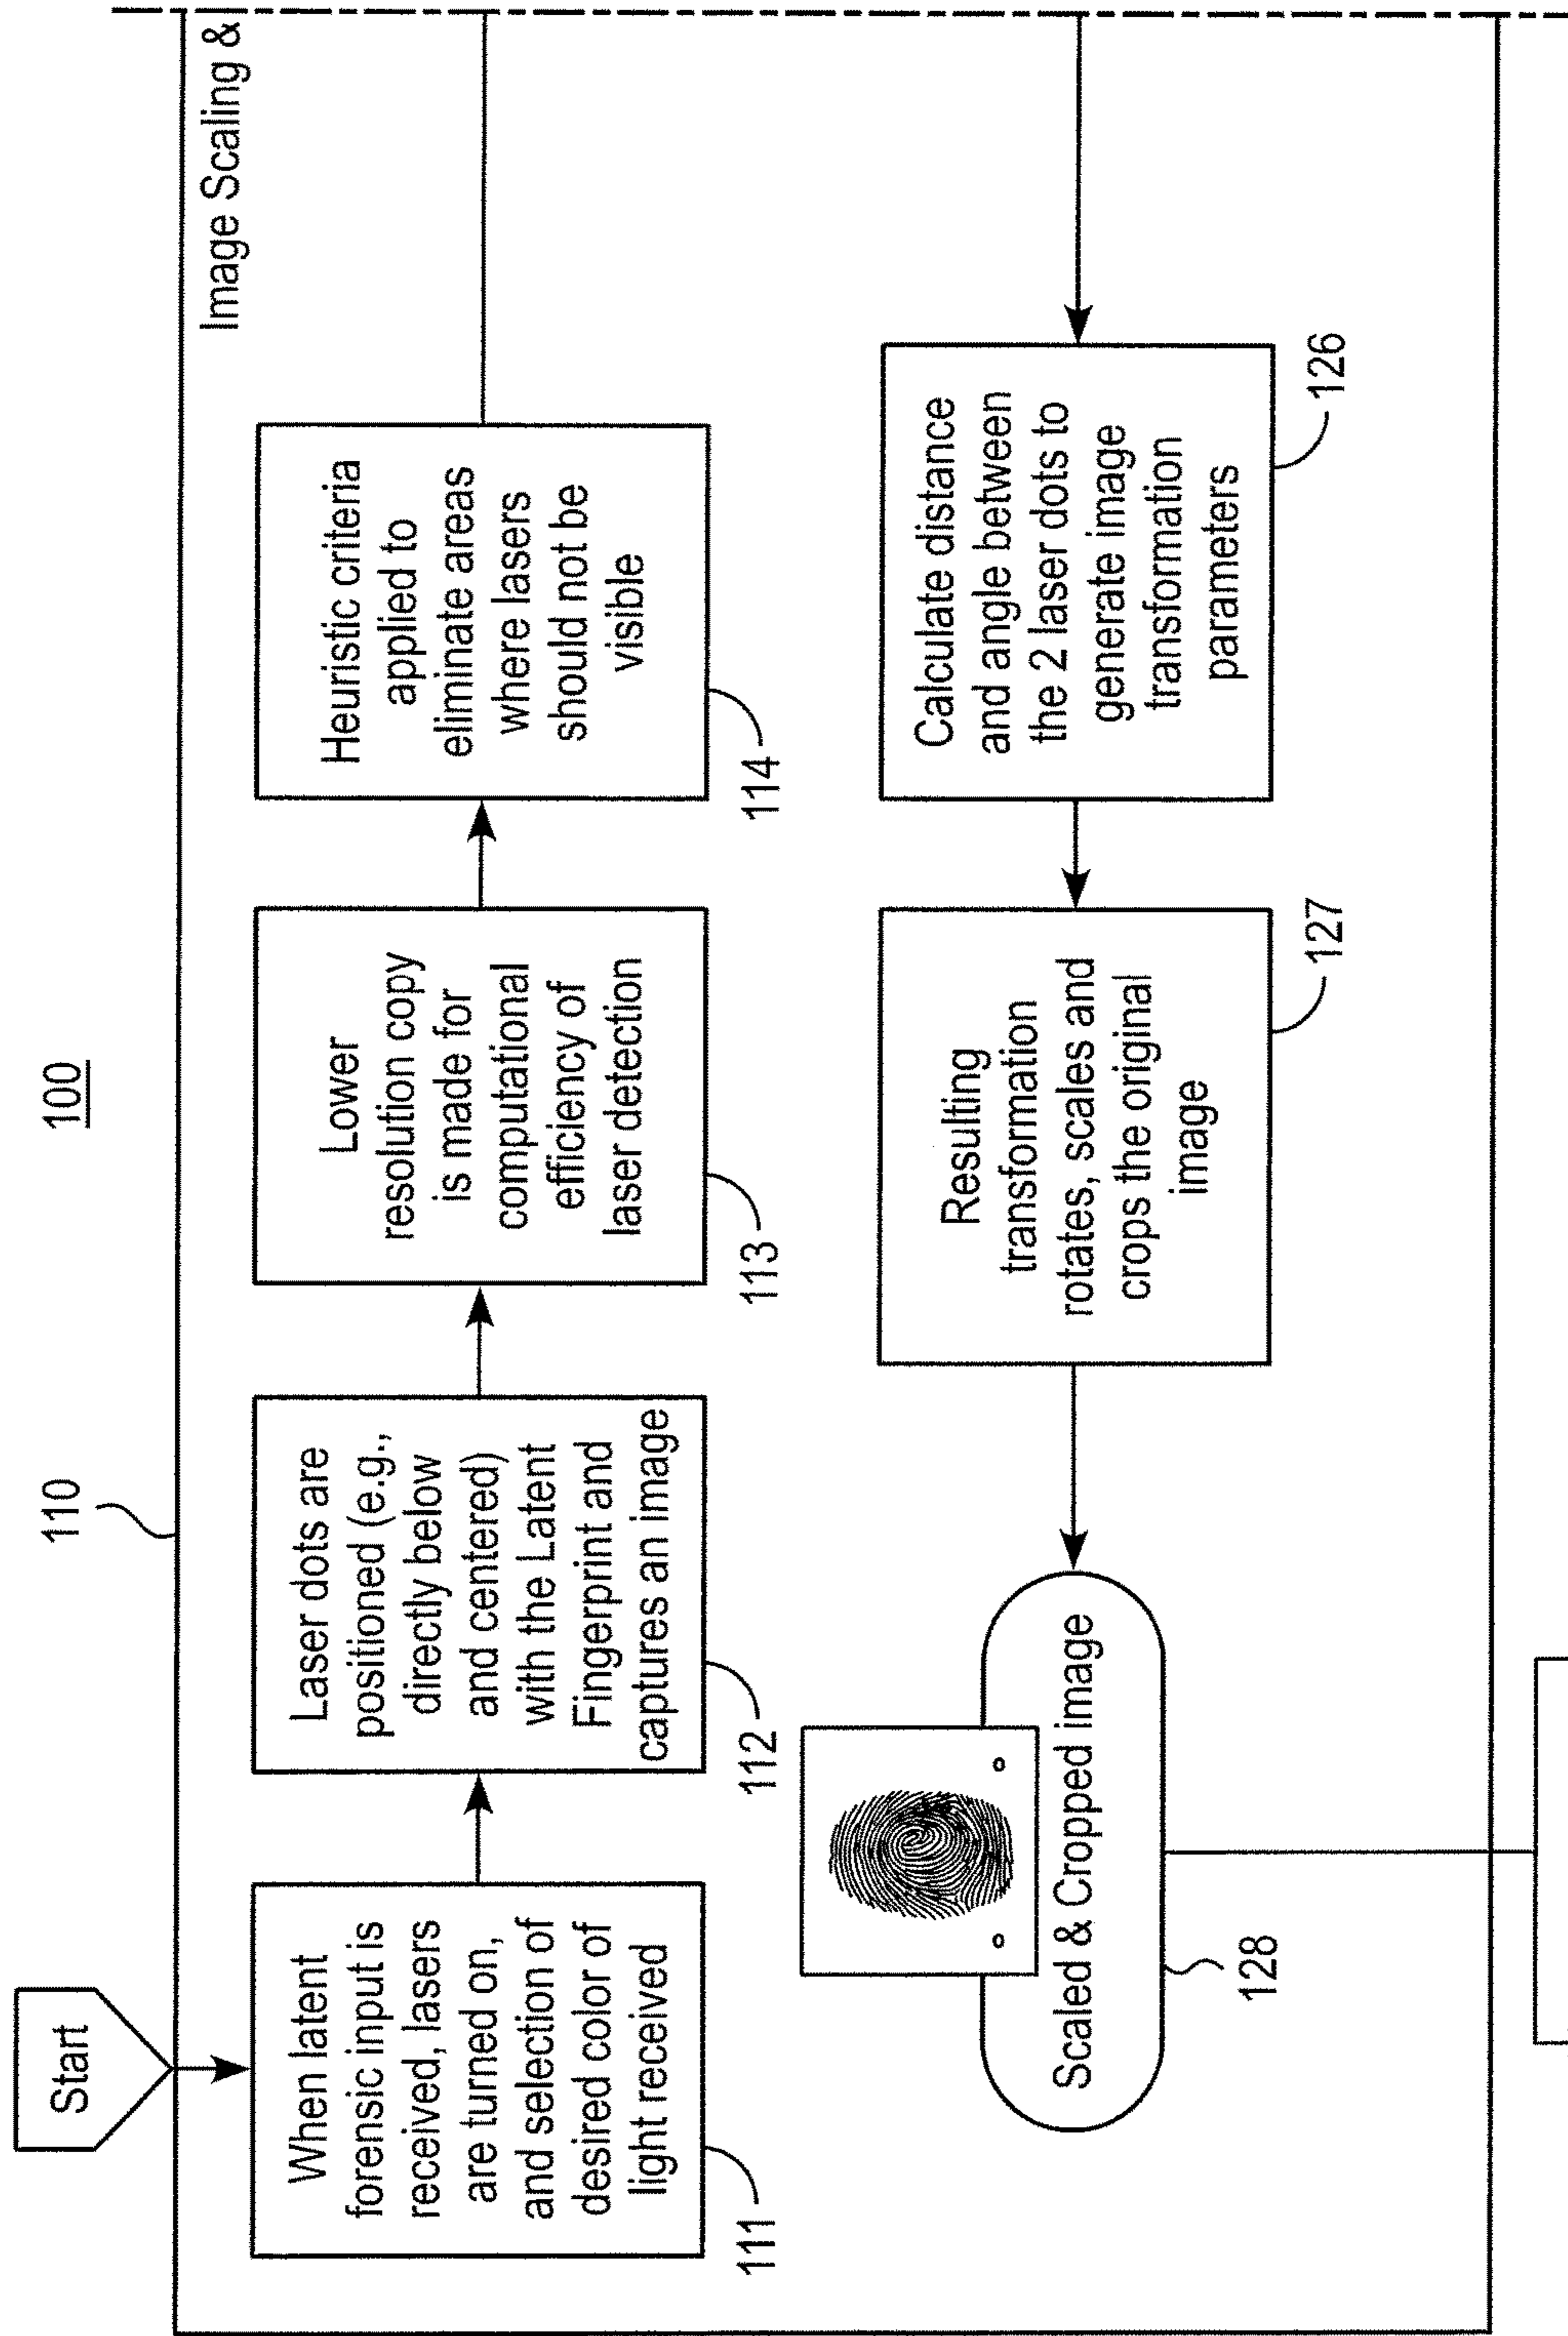 100
110
Start
Image Scaling &
When latent
forensic input is
received, lasers
are turned on,
and selection of
desired color of
light received
111
Laser dots are
positioned (e.g.,
directly below
and centered)
with the Latent
Fingerprint and
captures an image
112
Lower
resolution copy
is made for
computational
efficiency of
laser detection
113
Heuristic criteria
applied to
eliminate areas
where lasers
should not be
visible
114
Calculate distance
and angle between
the 2 laser dots to
generate image
transformation
parameters
126
Resulting
transformation
rotates, scales and
crops the original
image
127
Scaled & Cropped image
128